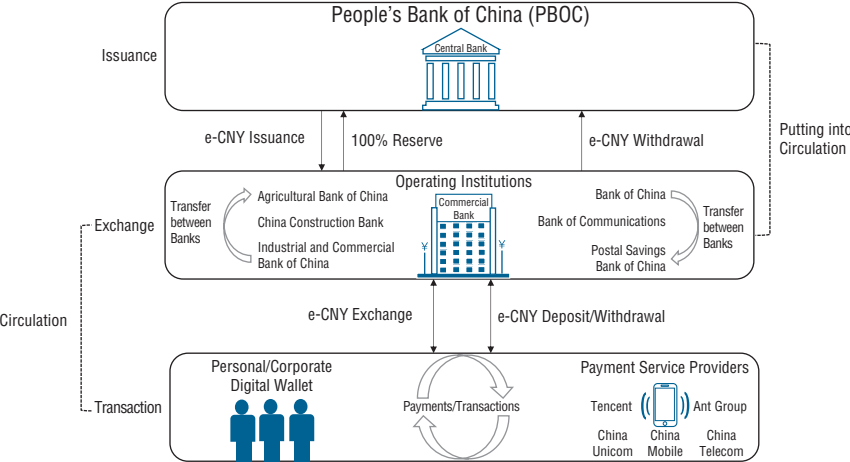 People's Bank of China (PBOC)
Central Bank
Issuance
e-CNY Issuance
100% Reserve
e-CNY Withdrawal
Putting into
Circulation
Operating Institutions
Transfer
between
Banks
Agricultural Bank of China
China Construction Bank
Industrial and Commercial
Bank of China
Commercial
Bank
¥
¥
Bank of China
Bank of Communications
Postal Savings
Bank of China
Transfer
between
Banks
Exchange
e-CNY Exchange
e-CNY Deposit/Withdrawal
Circulation
Personal/Corporate
Digital Wallet
Payments/Transactions
Payment Service Providers
Tencent
Ant Group
China
Unicom
China
Mobile
China
Telecom
Transaction